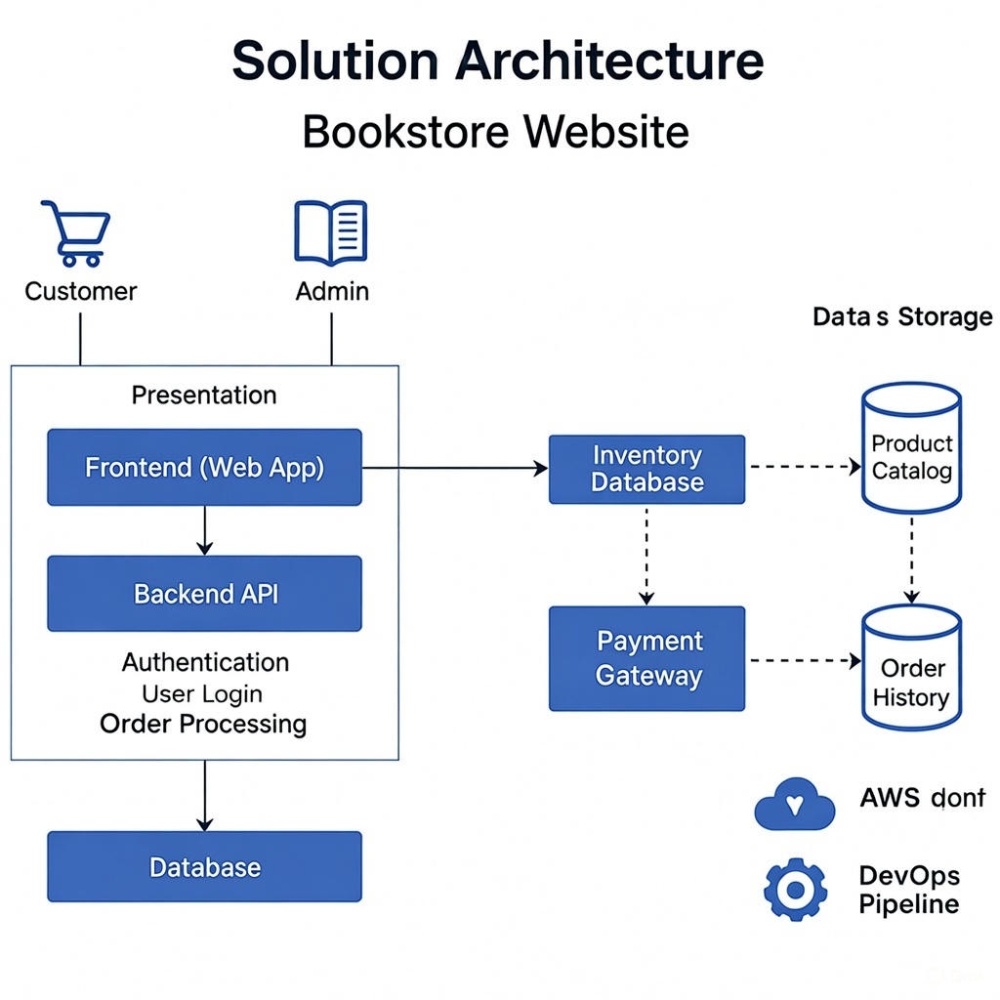 Solution Architecture
Bookstore Website
Customer
Admin
Data s Storage
Presentation
Frontend (Web App)
Inventory
Database
Product
Catalog
Backend API
Payment
Gateway
Order
History
Authentication
User Login
Order Processing
AWS dont
Database
DevOps
Pipeline